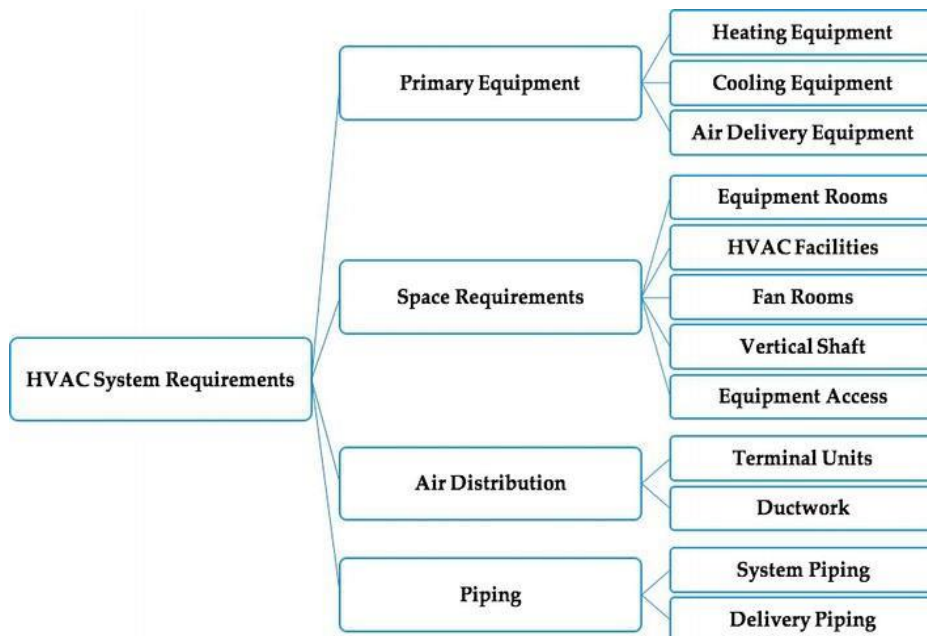 HVAC System Requirements
Primary Equipment
Heating Equipment
Cooling Equipment
Air Delivery Equipment
Space Requirements
Equipment Rooms
HVAC Facilities
Fan Rooms
Vertical Shaft
Equipment Access
Air Distribution
Terminal Units
Ductwork
Piping
System Piping
Delivery Piping